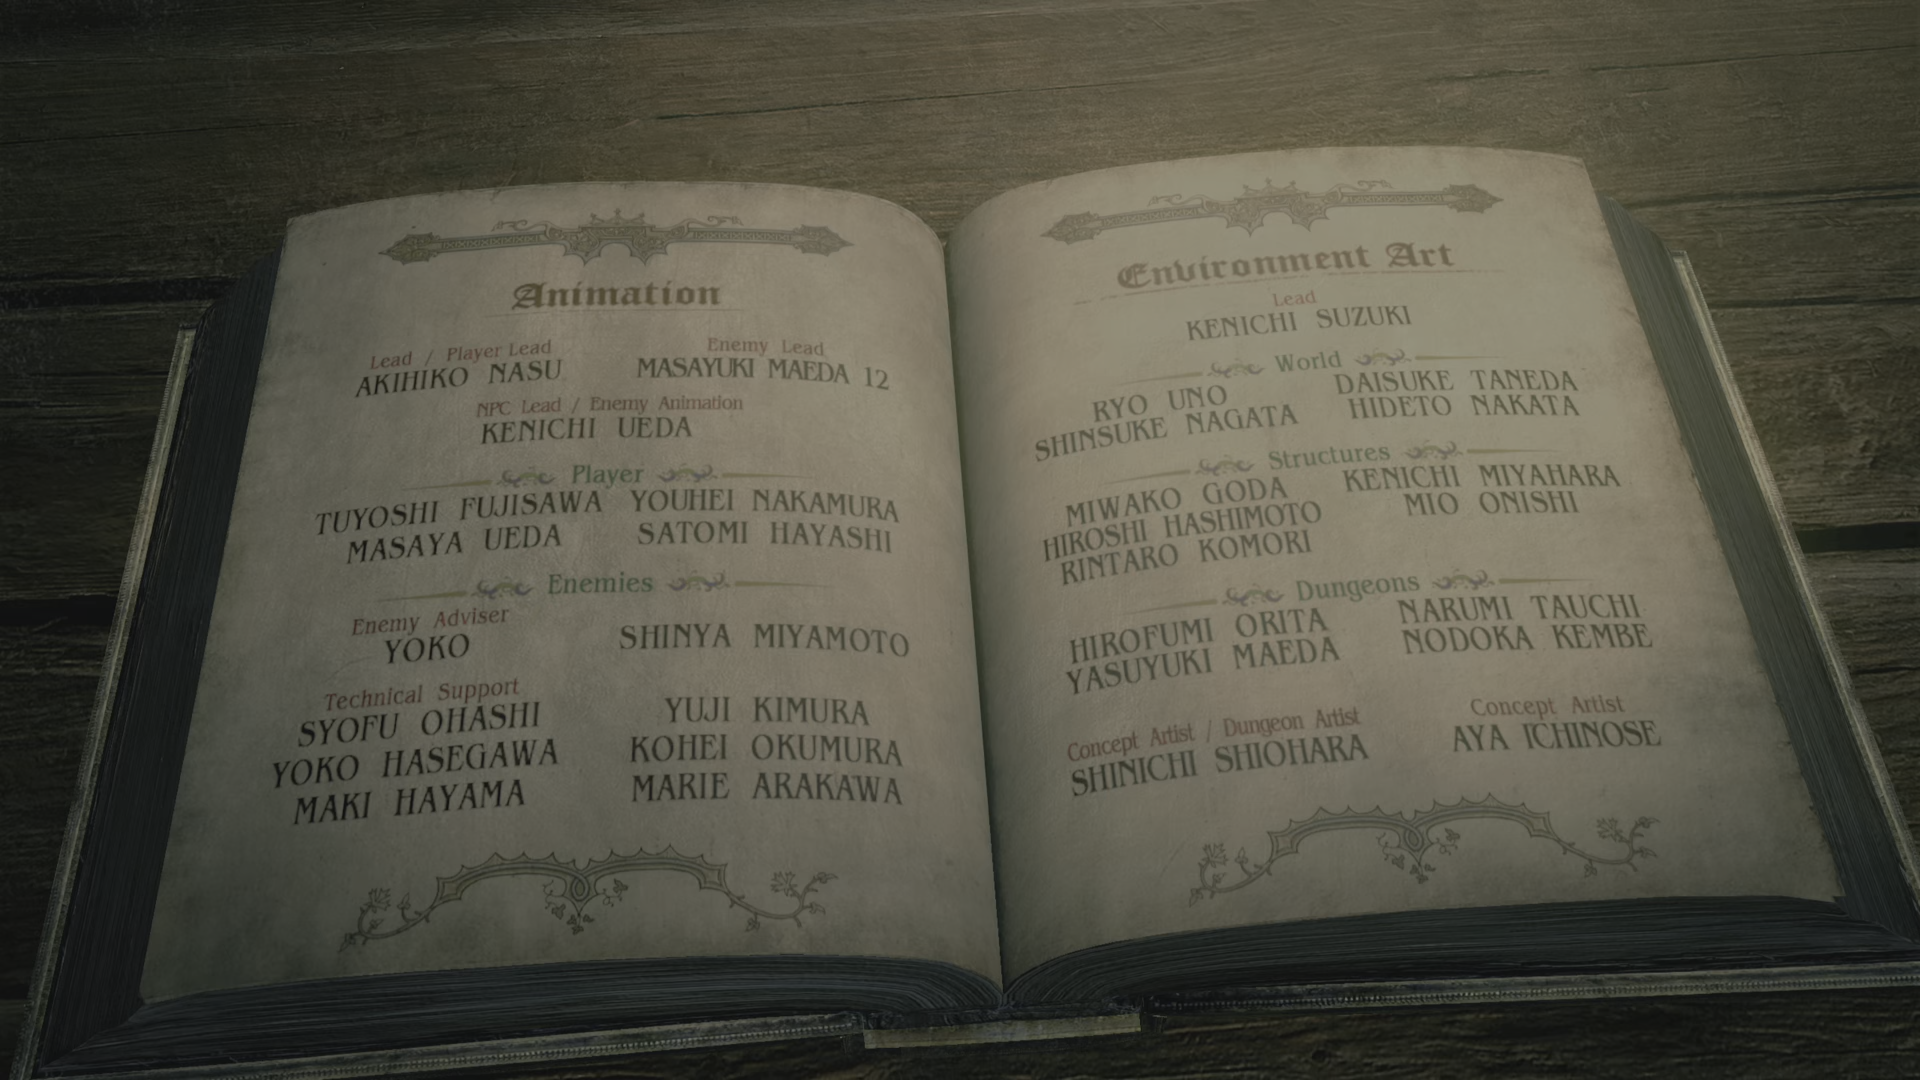 Animation
Lead / Player Lead
AKIHIKO NASU
Enemy Lead
MASAYUKI MAEDA 12
NPC Lead / Enemy Animation
KENICHI UEDA
Player
TUYOSHI FUJISAWA YOUHEI NAKAMURA
MASAYA UEDA SATOMI HAYASHI
Enemies
Enemy Adviser
YOKO SHINYA MIYAMOTO
Technical Support
SYOFU OHASHI YUJI KIMURA
YOKO HASEGAWA KOHEI OKUMURA
MAKI HAYAMA MARIE ARAKAWA
Environment Art
Lead
KENICHI SUZUKI
World
RYO UNO DAISUKE TANEDA
SHINSUKE NAGATA HIDETO NAKATA
Structures
MIWAKO GODA KENICHI MIYAHARA
HIROSHI HASHIMOTO MIO ONISHI
RINTARO KOMORI
Dungeons
HIROFUMI ORITA NARUMI TAUCHI
YASUYUKI MAEDA NODOKA KEMBE
Concept Artist / Dungeon Artist
SHINICHI SHIOHARA
Concept Artist
AYA ICHINOSE